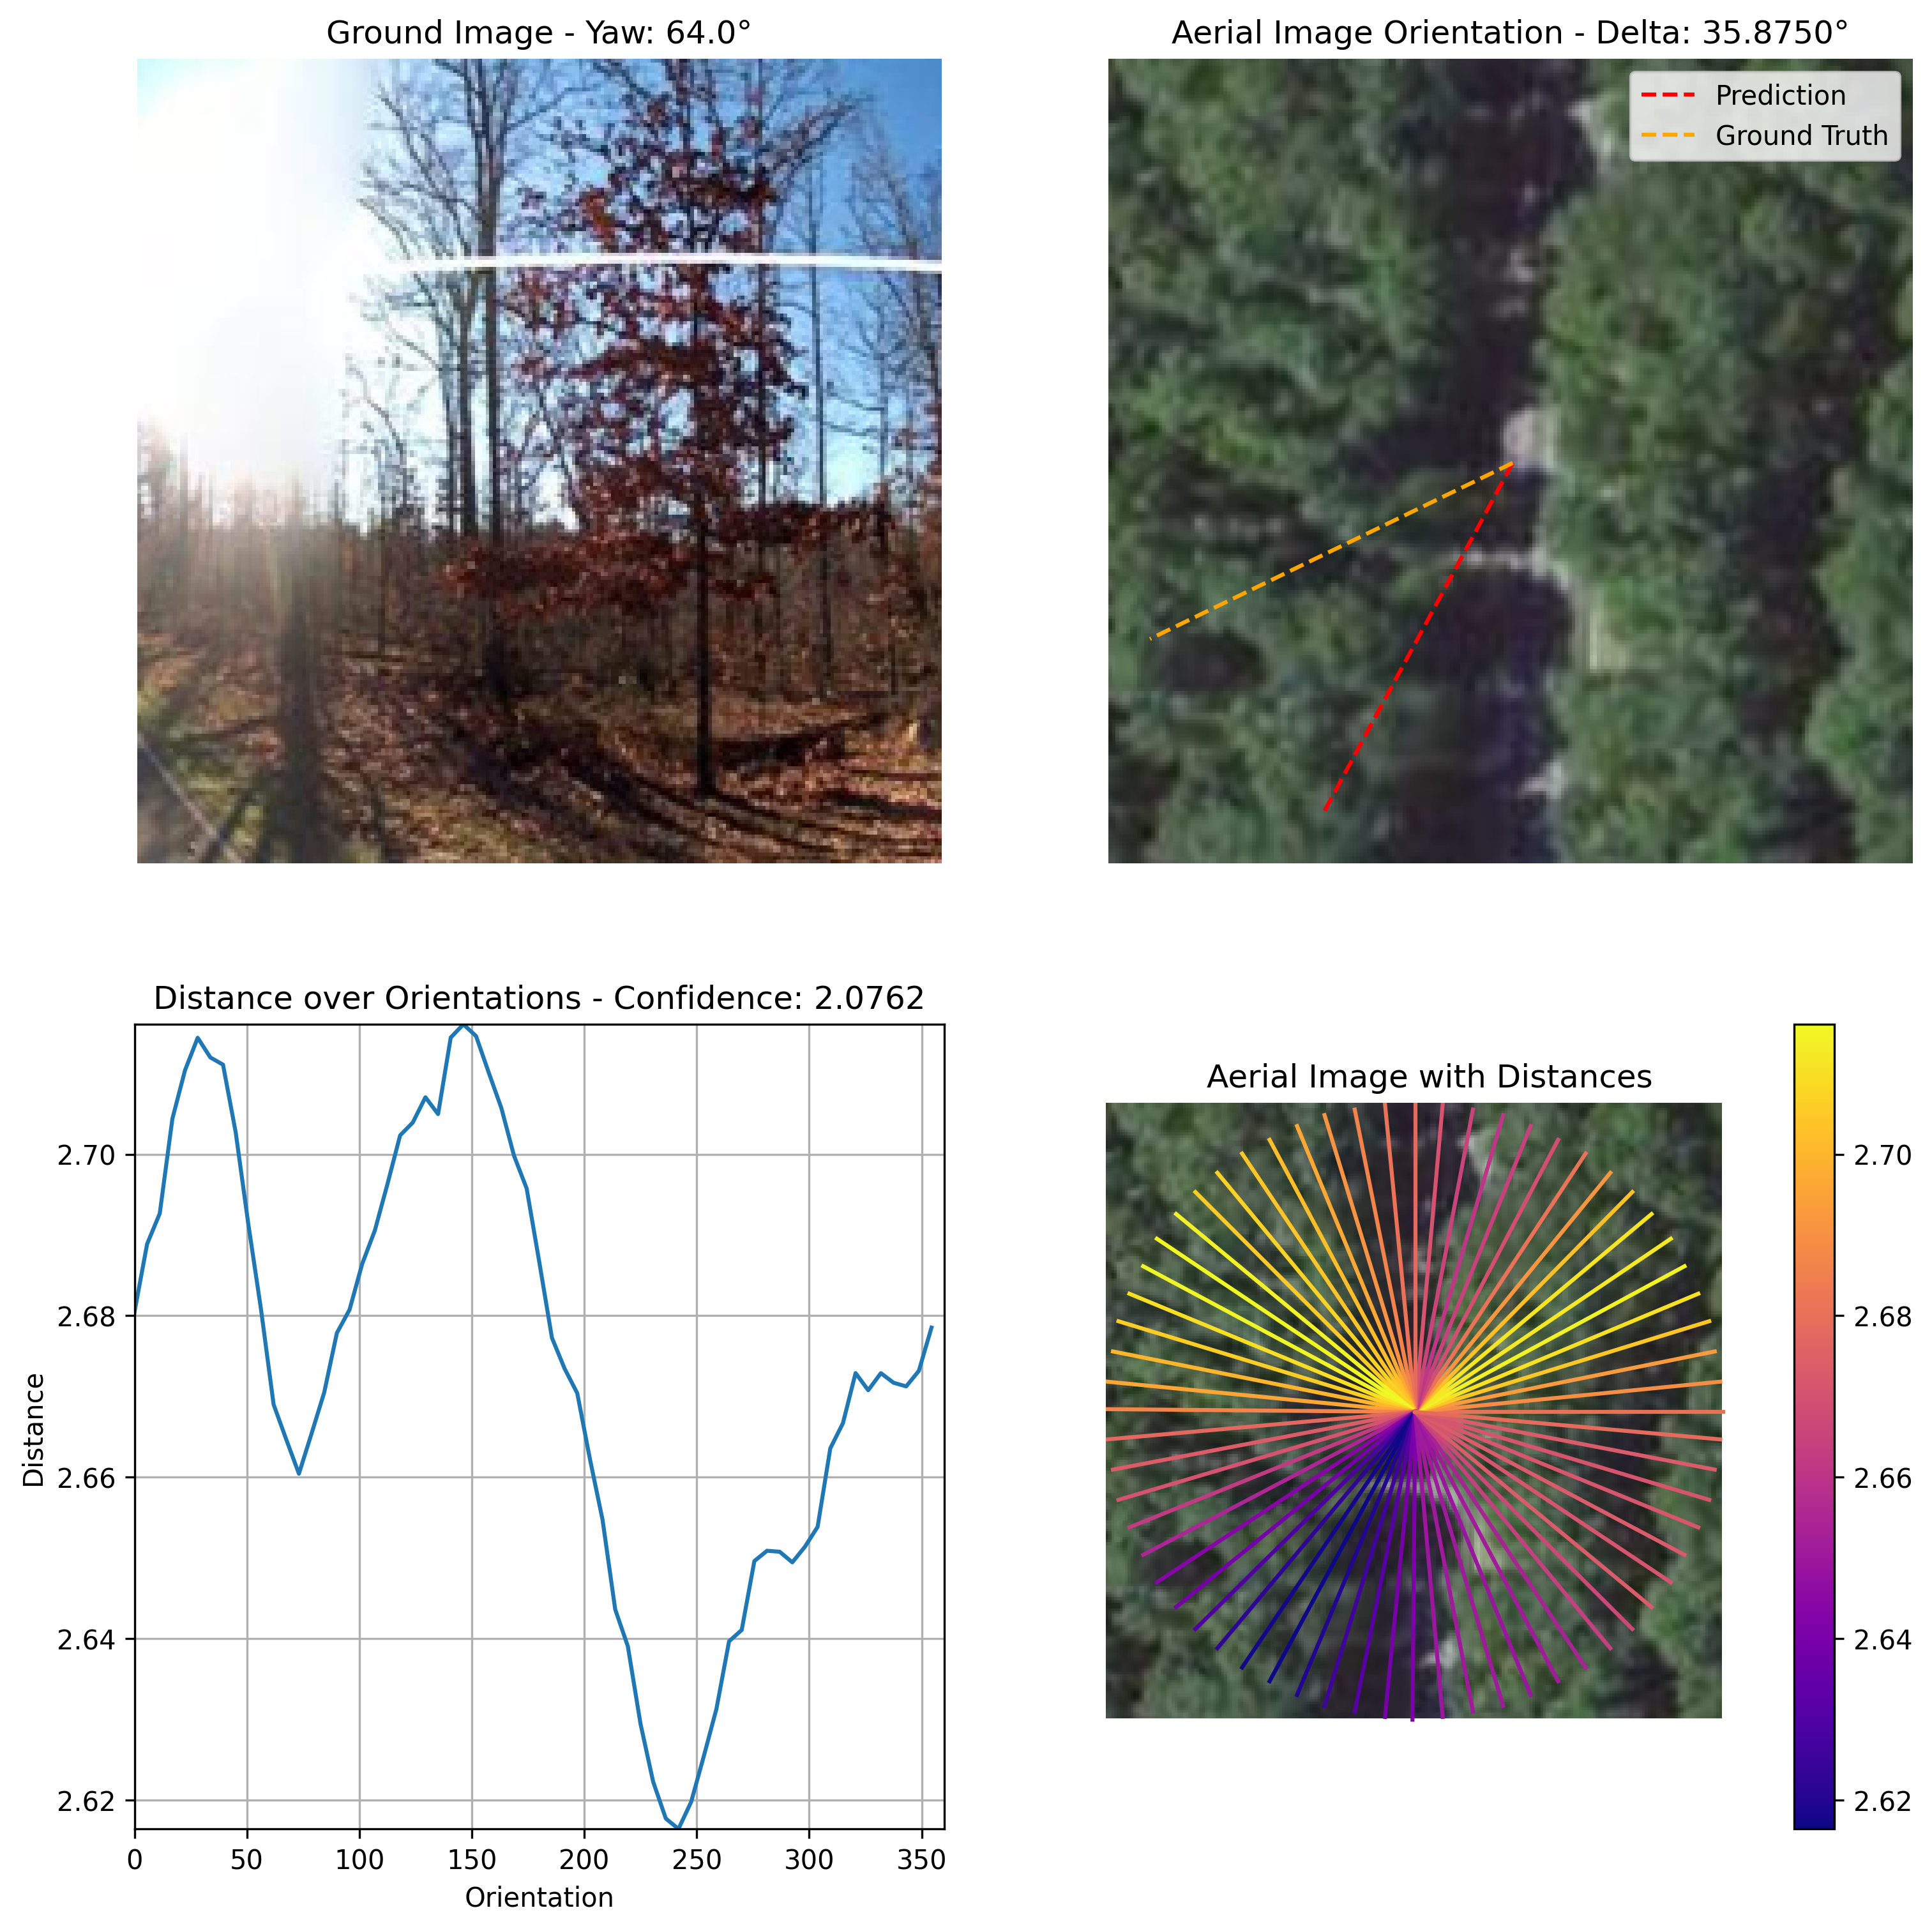 Ground Image - Yaw: 64.0°
Aerial Image Orientation - Delta: 35.8750°
Prediction
Ground Truth
Distance over Orientations - Confidence: 2.0762
Distance
2.70
2.68
2.66
2.64
2.62
0 50 100 150 200 250 300 350
Orientation
Aerial Image with Distances
2.70
2.68
2.66
2.64
2.62